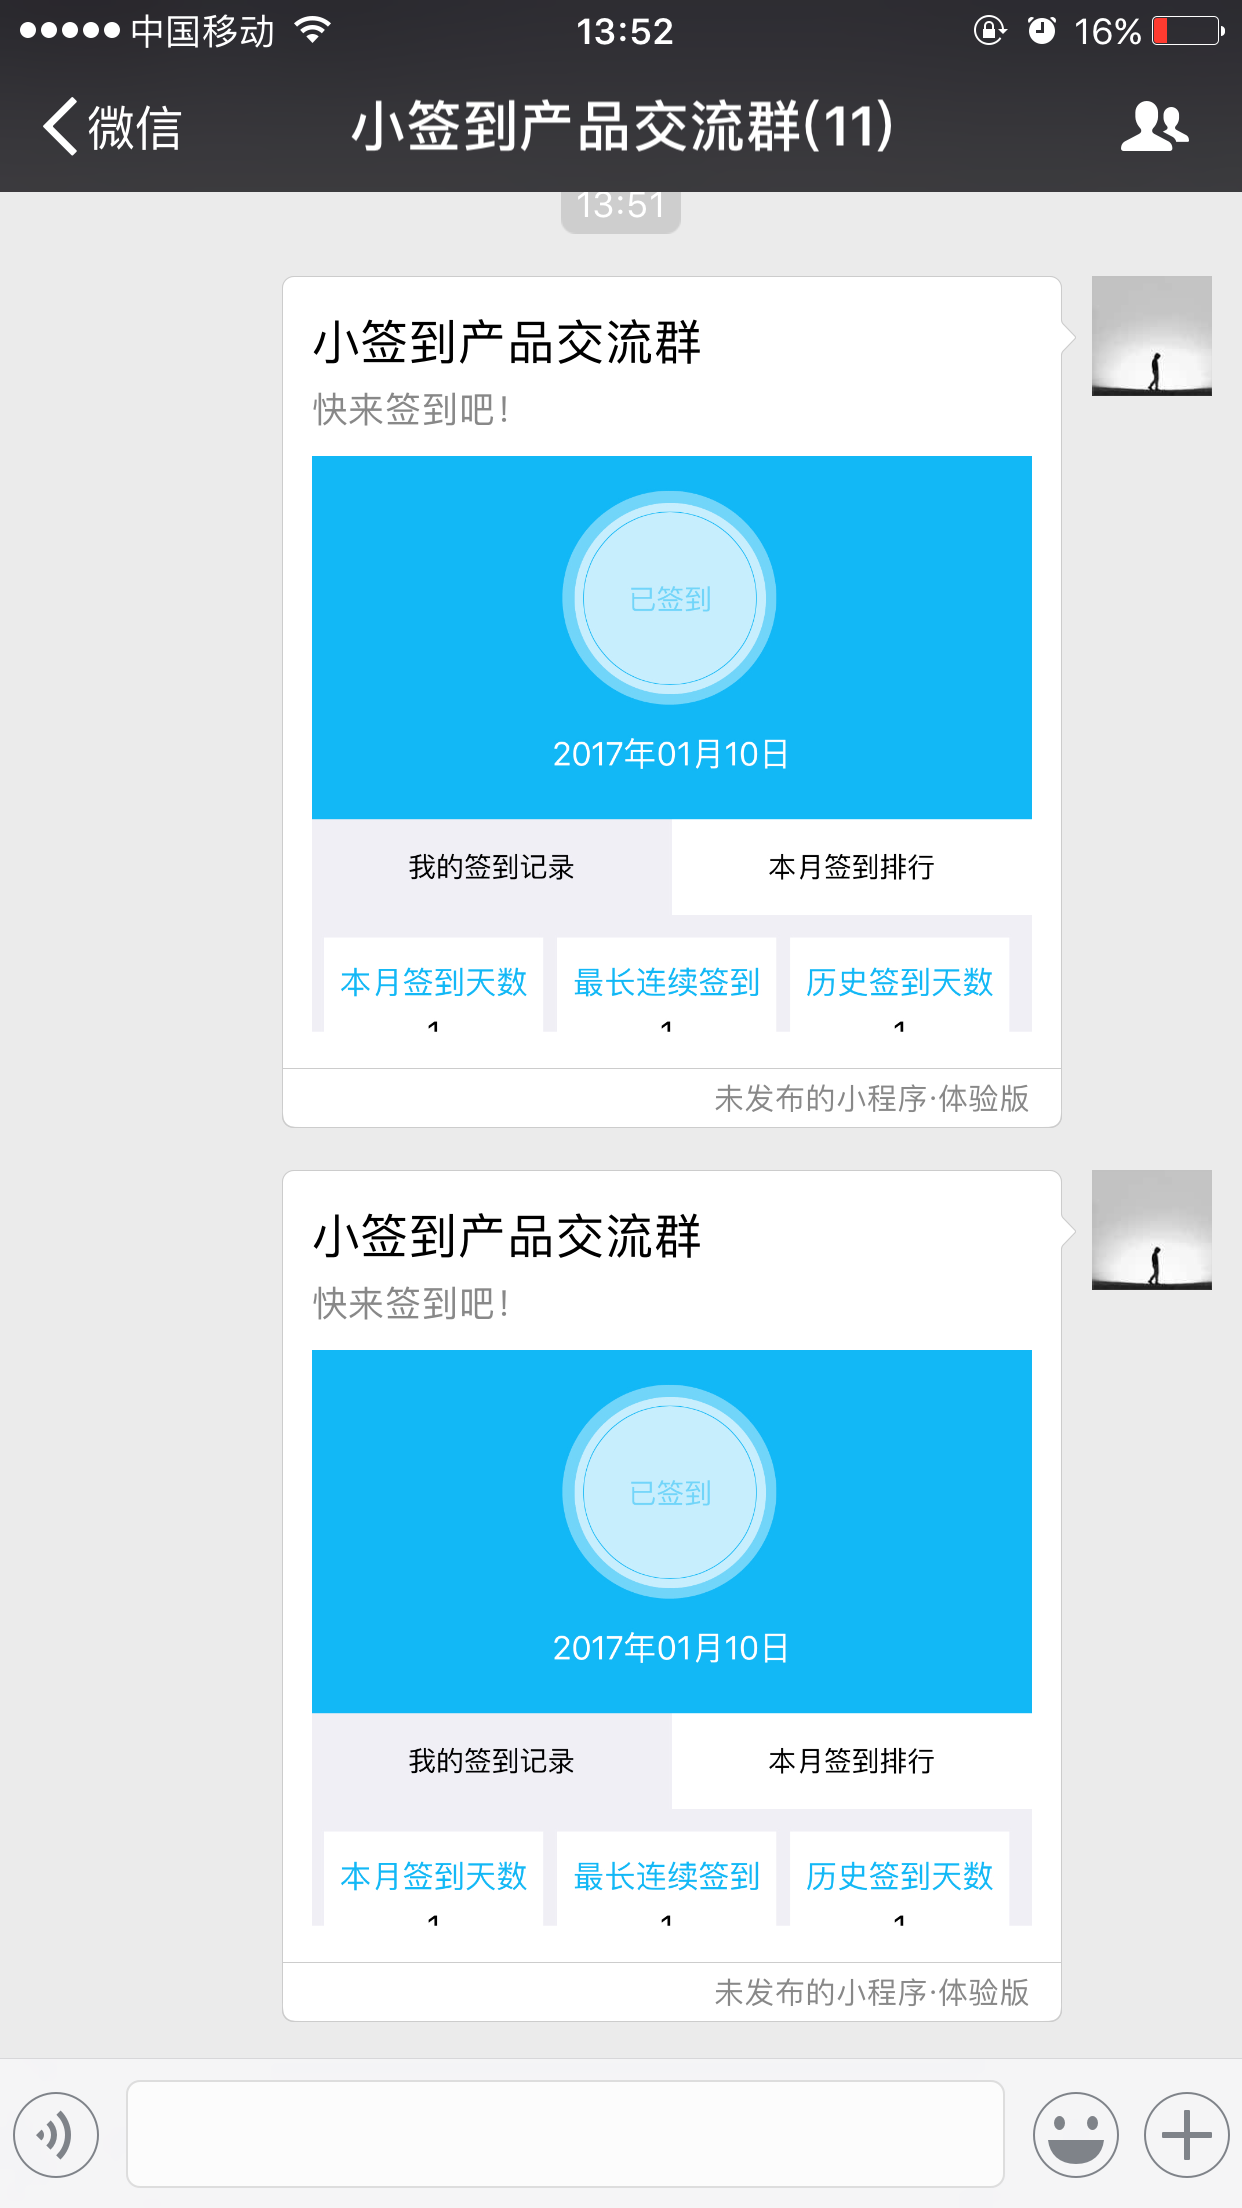 中国移动 13:52 16%
微信 小签到产品交流群(11)
13:51
小签到产品交流群
快来签到吧！
已签到
2017年01月10日
我的签到记录 本月签到排行
本月签到天数 最长连续签到 历史签到天数
1 1 1
未发布的小程序·体验版
小签到产品交流群
快来签到吧！
已签到
2017年01月10日
我的签到记录 本月签到排行
本月签到天数 最长连续签到 历史签到天数
1 1 1
未发布的小程序·体验版